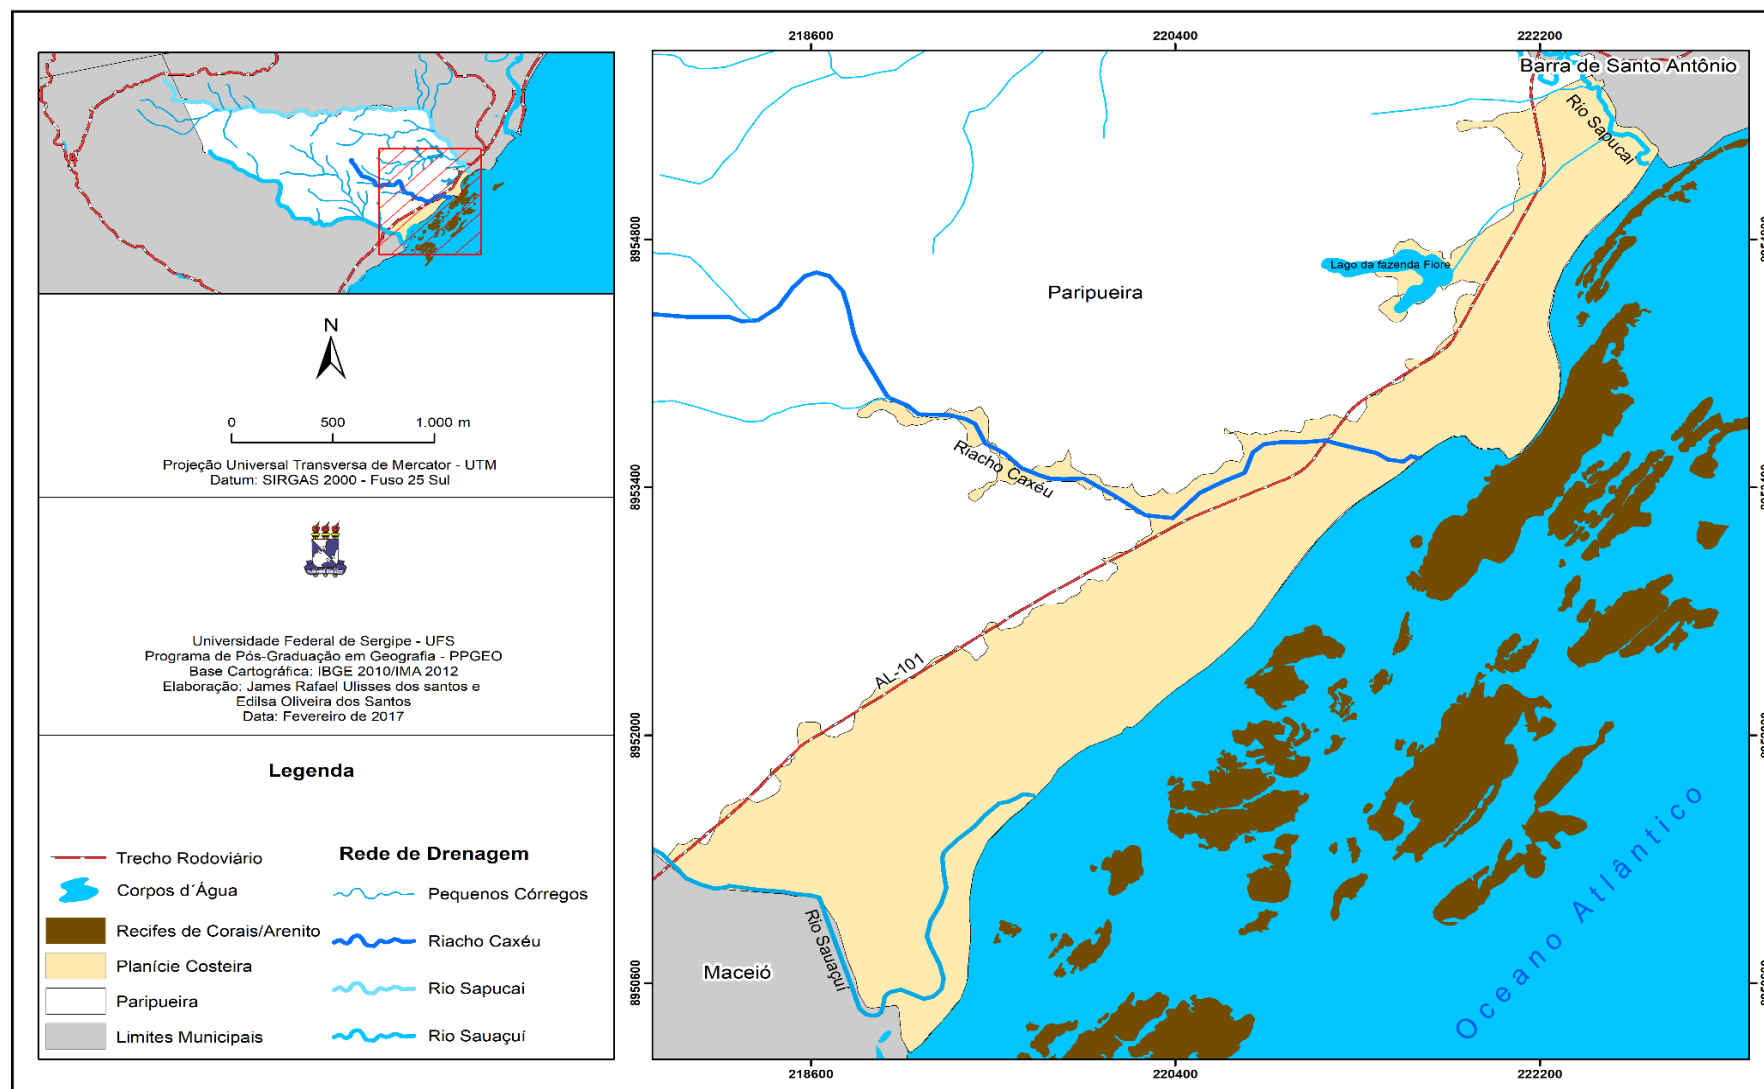 N
0 500 1.000 m
Projeção Universal Transversa de Mercator - UTM
Datum: SIRGAS 2000 - Fuso 25 Sul
Universidade Federal de Sergipe - UFS
Programa de Pós-Graduação em Geografia - PPGEO
Base Cartográfica: IBGE 2010/IMA 2012
Elaboração: James Rafael Ulisses dos santos e
Edilsa Oliveira dos Santos
Data: Fevereiro de 2017
Legenda
Trecho Rodoviário
Corpos d´Água
Recifes de Corais/Arenito
Planície Costeira
Paripueira
Limites Municipais
Rede de Drenagem
Pequenos Córregos
Riacho Caxéu
Rio Sapucai
Rio Sauaçuí
218600 220400 222200
Barra de Santo Antônio
Rio Sapucai
8954800 8954800
Lago da fazenda Fiore
Paripueira
Riacho Caxéu
8953400 8953400
AL-101
8952000 8952000
Rio Sauaçuí
Maceió
8950600 8950600
Oceano Atlântico
218600 220400 222200